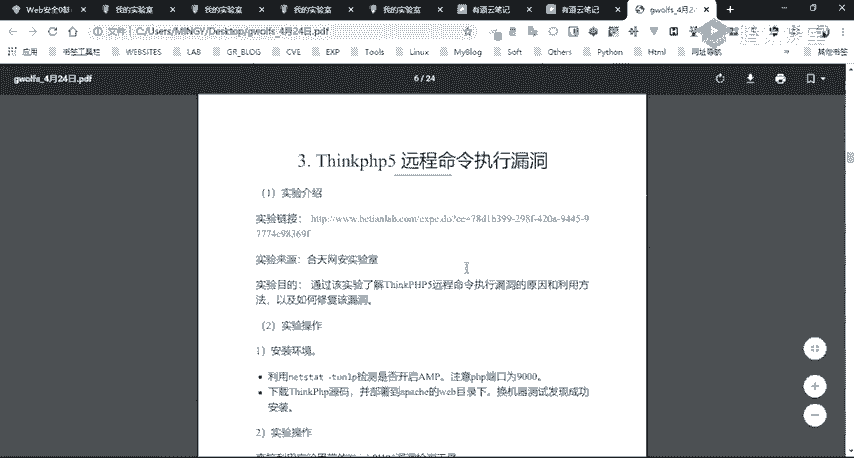 Web安全0基
我的实验室
我的实验室
我的实验室
我的实验室
有道云笔记
有道云笔记
gwolfs_4月2
文件 | C:/Users/MINGY/Desktop/gwolfs_4月24日.pdf
应用 书签工具栏 WEBSITES LAB GR_BLOG CVE EXP Tools Linux MyBlog Soft Others Python Html 网址导航 其他书签
gwolfs_4月24日.pdf
6 / 24
3. Thinkphp5 远程命令执行漏洞
（1）实验介绍
实验链接：
实验来源：合天网安实验室
实验目的： 通过该实验了解ThinkPHP5远程命令执行漏洞的原因和利用方
法，以及如何修复该漏洞。
（2）实验操作
1）安装环境。
利用netstat -tunlp检测是否开启AMP。注意php端口为9000。
下载ThinkPhp源码，并部署到apache的web目录下。换机器测试发现成功
安装。
2）实验操作